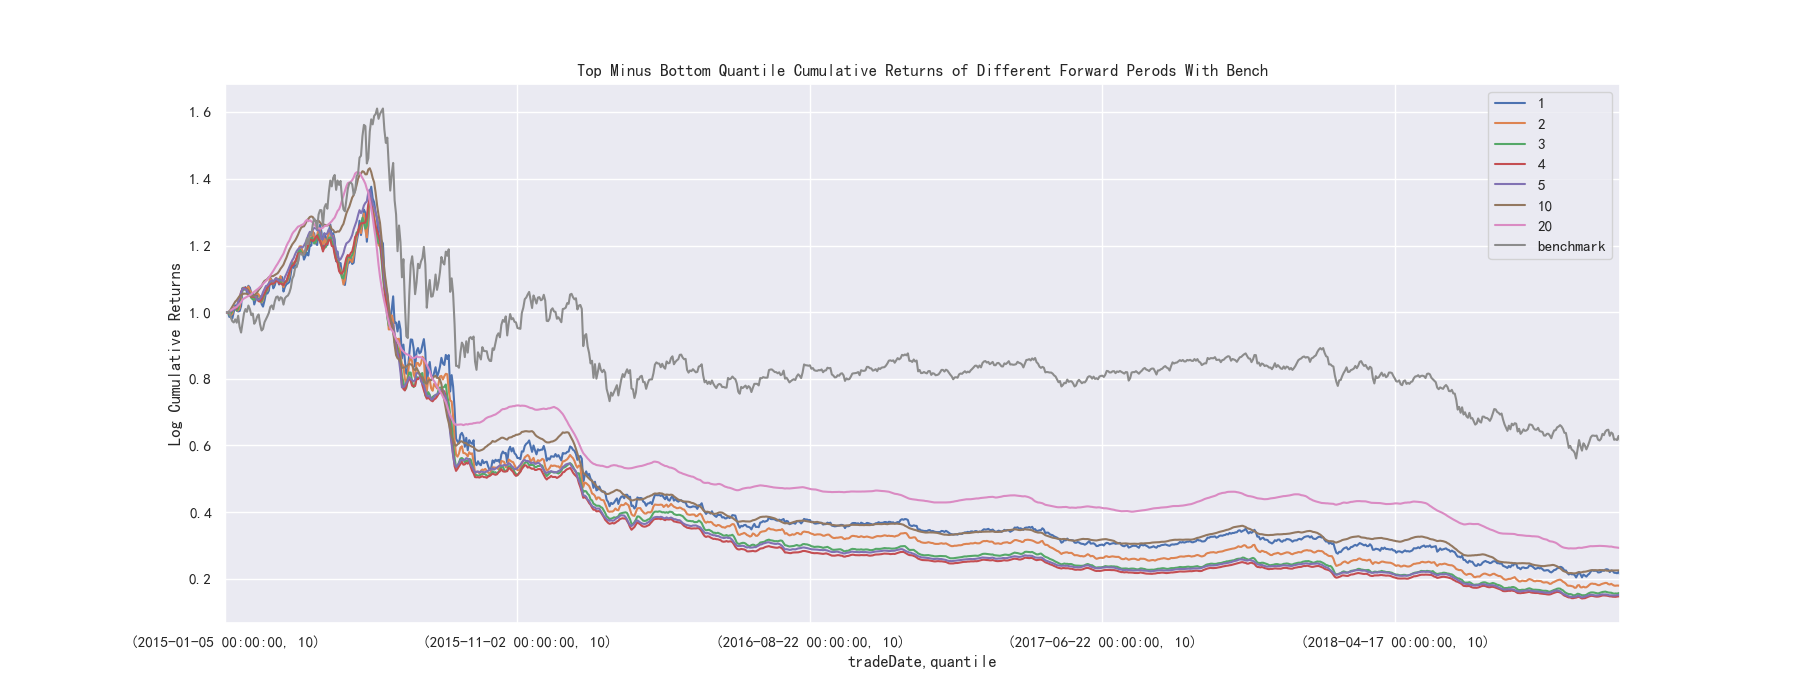 Top Minus Bottom Quantile Cumulative Returns of Different Forward Perods With Bench
1.6
1.4
1.2
1.0
0.8
0.6
0.4
0.2
Log Cumulative Returns
1
2
3
4
5
10
20
benchmark
(2015-01-05 00:00:00, 10)
(2015-11-02 00:00:00, 10)
(2016-08-22 00:00:00, 10)
(2017-06-22 00:00:00, 10)
(2018-04-17 00:00:00, 10)
tradeDate,quantile